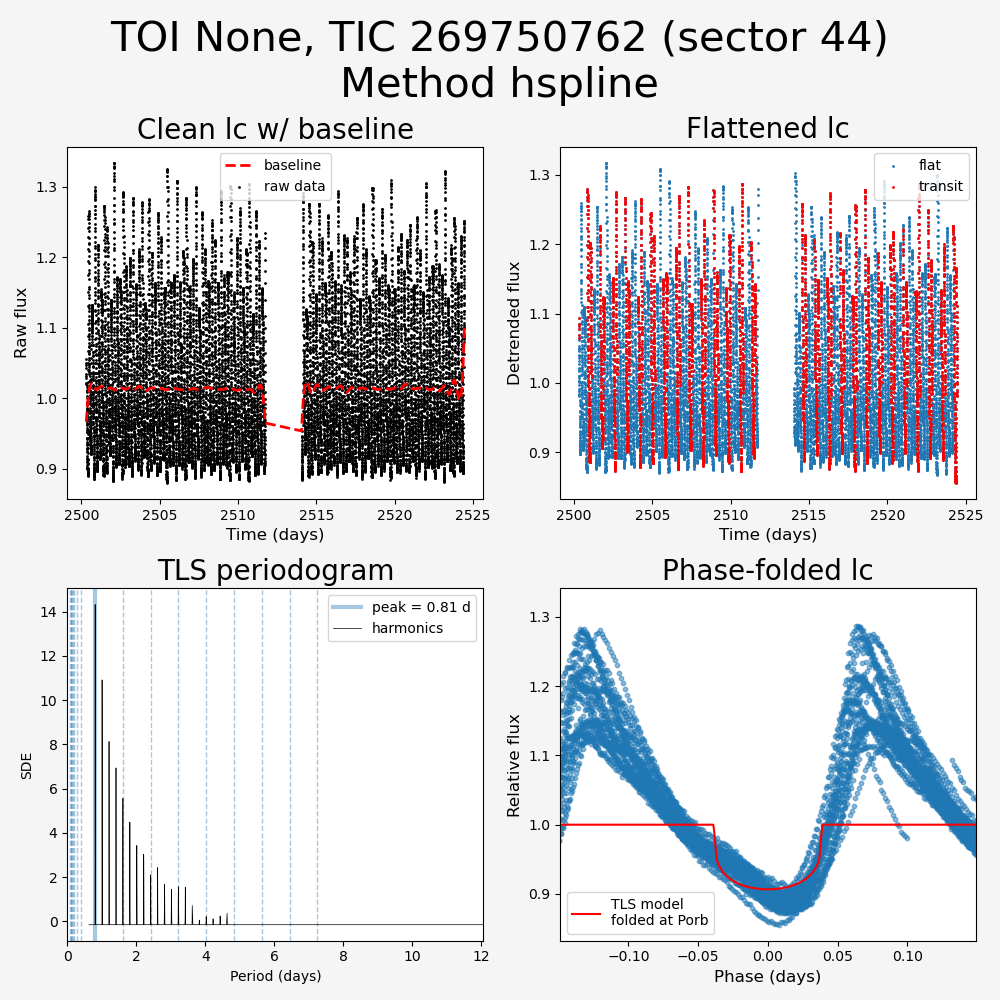 TOI None, TIC 269750762 (sector 44)
Method hspline
Clean lc w/ baseline
Raw flux
1.3
1.2
1.1
1.0
0.9
baseline
raw data
2500
2505
2510
2515
2520
2525
Time (days)
Flattened lc
Detrended flux
1.3
1.2
1.1
1.0
0.9
flat
transit
2500
2505
2510
2515
2520
2525
Time (days)
TLS periodogram
SDE
14
12
10
8
6
4
2
0
peak = 0.81 d
harmonics
0
2
4
6
8
10
12
Period (days)
Phase-folded lc
Relative flux
1.3
1.2
1.1
1.0
0.9
TLS model
folded at Porb
−0.10
−0.05
0.00
0.05
0.10
Phase (days)